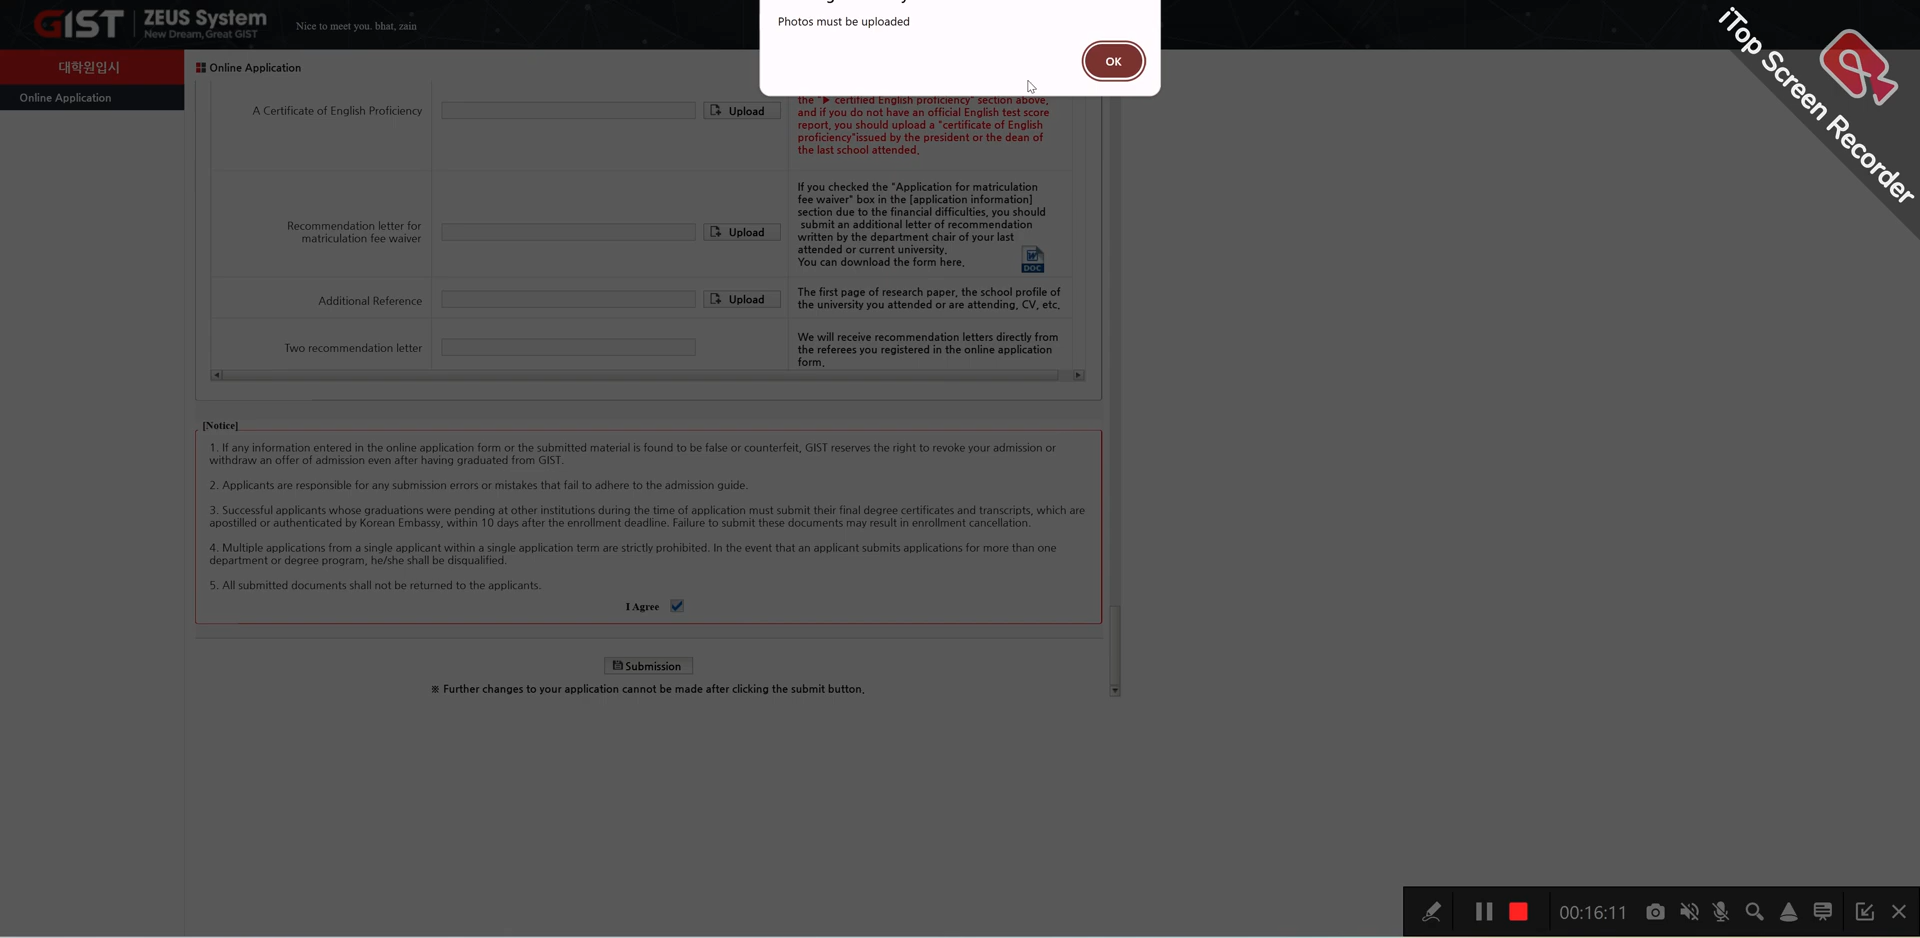 GIST
ZEUS System
New Dream, Great GIST
Nice to meet you. bhat, zain
Photos must be uploaded
OK
iTop Screen Recorder
대학원입시
Online Application
Online Application
A Certificate of English Proficiency
Upload
the "▶ certified English proficiency" section above,
and if you do not have an official English test score
report, you should upload a "certificate of English
proficiency"issued by the president or the dean of
the last school attended.
Recommendation letter for
matriculation fee waiver
Upload
If you checked the "Application for matriculation
fee waiver" box in the [application information]
section due to the financial difficulties, you should
submit an additional letter of recommendation
written by the department chair of your last
attended or current university.
You can download the form here.
DOC
Additional Reference
Upload
The first page of research paper, the school profile of
the university you attended or are attending, CV, etc.
Two recommendation letter
We will receive recommendation letters directly from
the referees you registered in the online application
form.
[Notice]
1. If any information entered in the online application form or the submitted material is found to be false or counterfeit, GIST reserves the right to revoke your admission or
withdraw an offer of admission even after having graduated from GIST.
2. Applicants are responsible for any submission errors or mistakes that fail to adhere to the admission guide.
3. Successful applicants whose graduations were pending at other institutions during the time of application must submit their final degree certificates and transcripts, which are
apostilled or authenticated by Korean Embassy, within 10 days after the enrollment deadline. Failure to submit these documents may result in enrollment cancellation.
4. Multiple applications from a single applicant within a single application term are strictly prohibited. In the event that an applicant submits applications for more than one
department or degree program, he/she shall be disqualified.
5. All submitted documents shall not be returned to the applicants.
I Agree
Submission
※ Further changes to your application cannot be made after clicking the submit button.
00:16:11